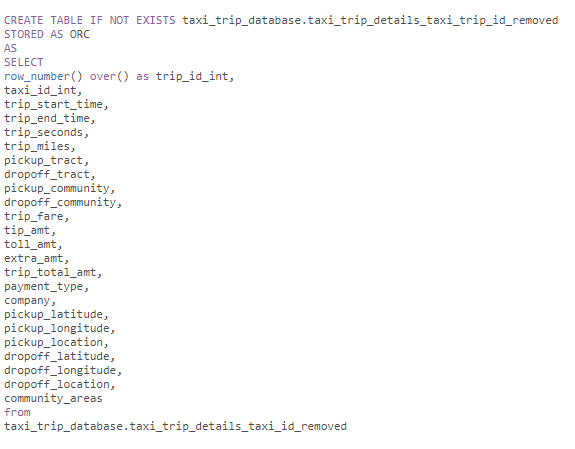 CREATE TABLE IF NOT EXISTS taxi_trip_database.taxi_trip_details_taxi_trip_id_removed
STORED AS ORC
AS
SELECT
row_number() over() as trip_id_int,
taxi_id_int,
trip_start_time,
trip_end_time,
trip_seconds,
trip_miles,
pickup_tract,
dropoff_tract,
pickup_community,
dropoff_community,
trip_fare,
tip_amt,
toll_amt,
extra_amt,
trip_total_amt,
payment_type,
company,
pickup_latitude,
pickup_longitude,
pickup_location,
dropoff_latitude,
dropoff_longitude,
dropoff_location,
community_areas
from
taxi_trip_database.taxi_trip_details_taxi_id_removed